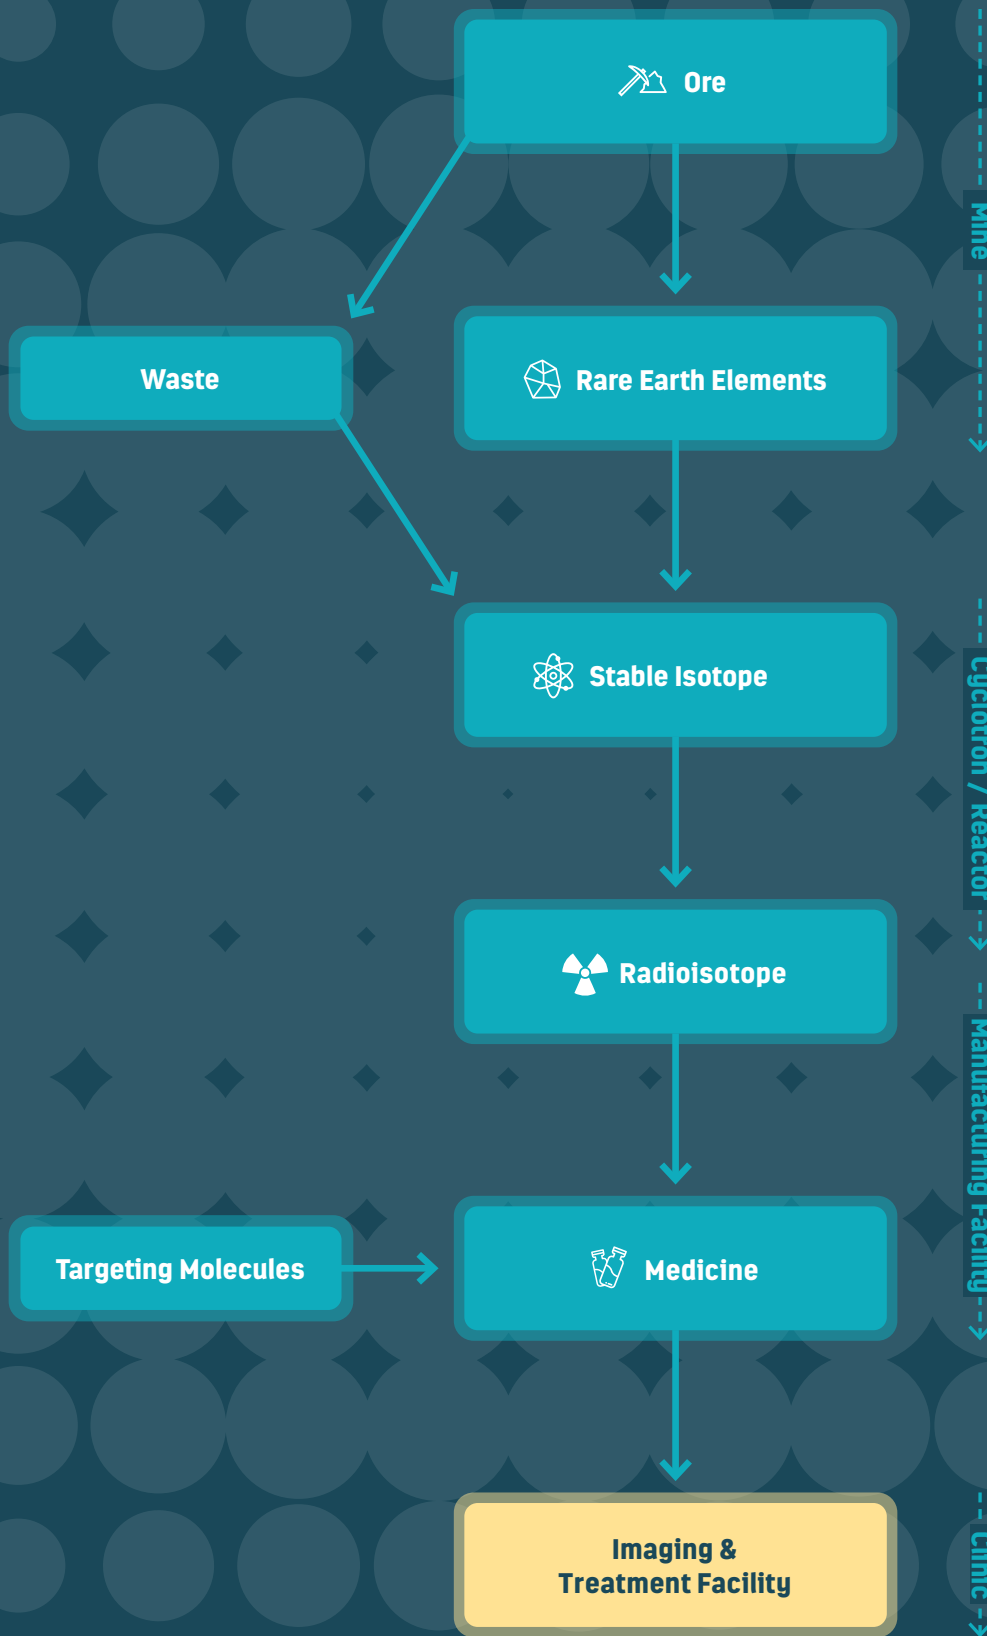 Ore
Mine
Waste
Rare Earth Elements
Stable Isotope
Cyclotron / Reactor
Radioisotope
Manufacturing Facility
Targeting Molecules
Medicine
Imaging &
Treatment Facility
Clinic